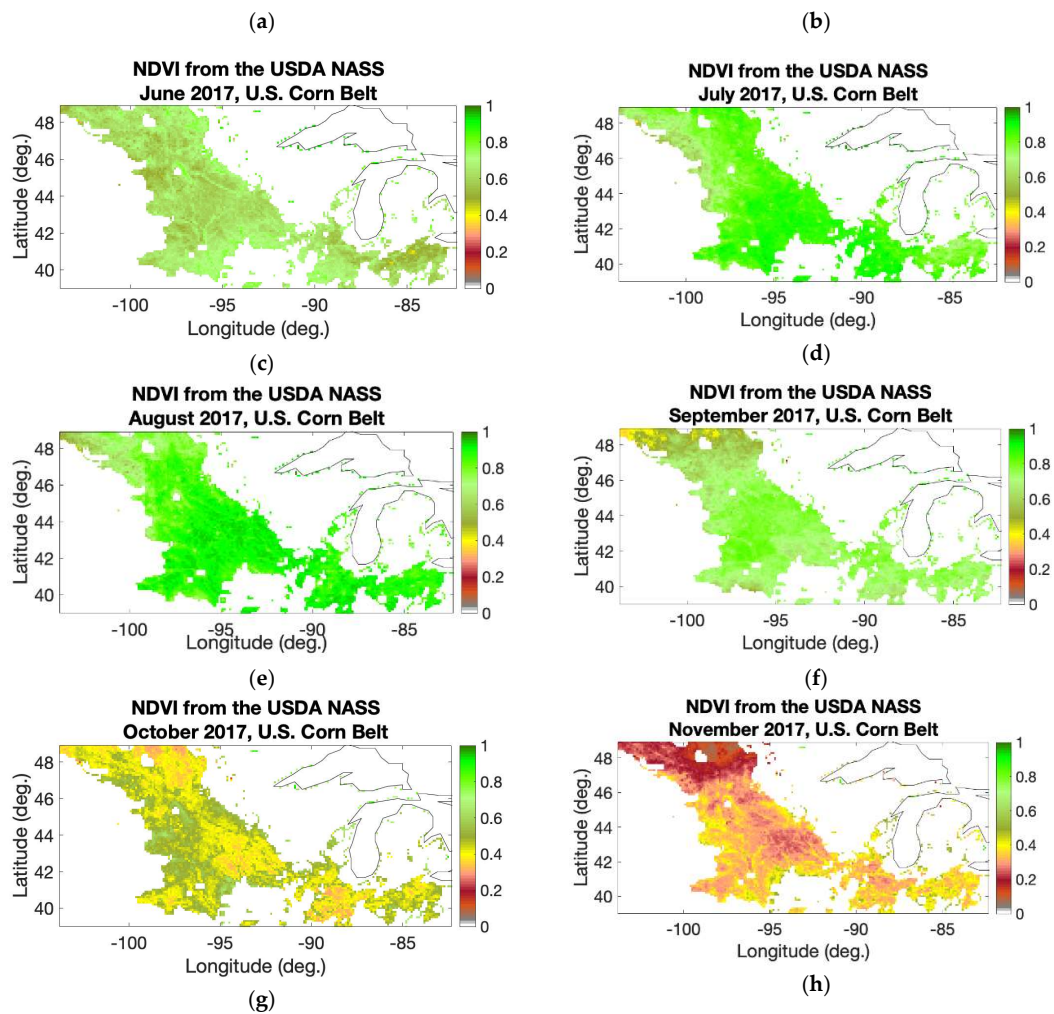 (a)
(b)
NDVI from the USDA NASS
June 2017, U.S. Corn Belt
48
46
44
42
40
Latitude (deg.)
-100
-95
-90
-85
Longitude (deg.)
1
0.8
0.6
0.4
0.2
0
(c)
NDVI from the USDA NASS
July 2017, U.S. Corn Belt
48
46
44
42
40
Latitude (deg.)
-100
-95
-90
-85
Longitude (deg.)
1
0.8
0.6
0.4
0.2
0
(d)
NDVI from the USDA NASS
August 2017, U.S. Corn Belt
48
46
44
42
40
Latitude (deg.)
-100
-95
-90
-85
Longitude (deg.)
1
0.8
0.6
0.4
0.2
0
(e)
NDVI from the USDA NASS
September 2017, U.S. Corn Belt
48
46
44
42
40
Latitude (deg.)
-100
-95
-90
-85
Longitude (deg.)
1
0.8
0.6
0.4
0.2
0
(f)
NDVI from the USDA NASS
October 2017, U.S. Corn Belt
48
46
44
42
40
Latitude (deg.)
-100
-95
-90
-85
Longitude (deg.)
1
0.8
0.6
0.4
0.2
0
(g)
NDVI from the USDA NASS
November 2017, U.S. Corn Belt
48
46
44
42
40
Latitude (deg.)
-100
-95
-90
-85
Longitude (deg.)
1
0.8
0.6
0.4
0.2
0
(h)